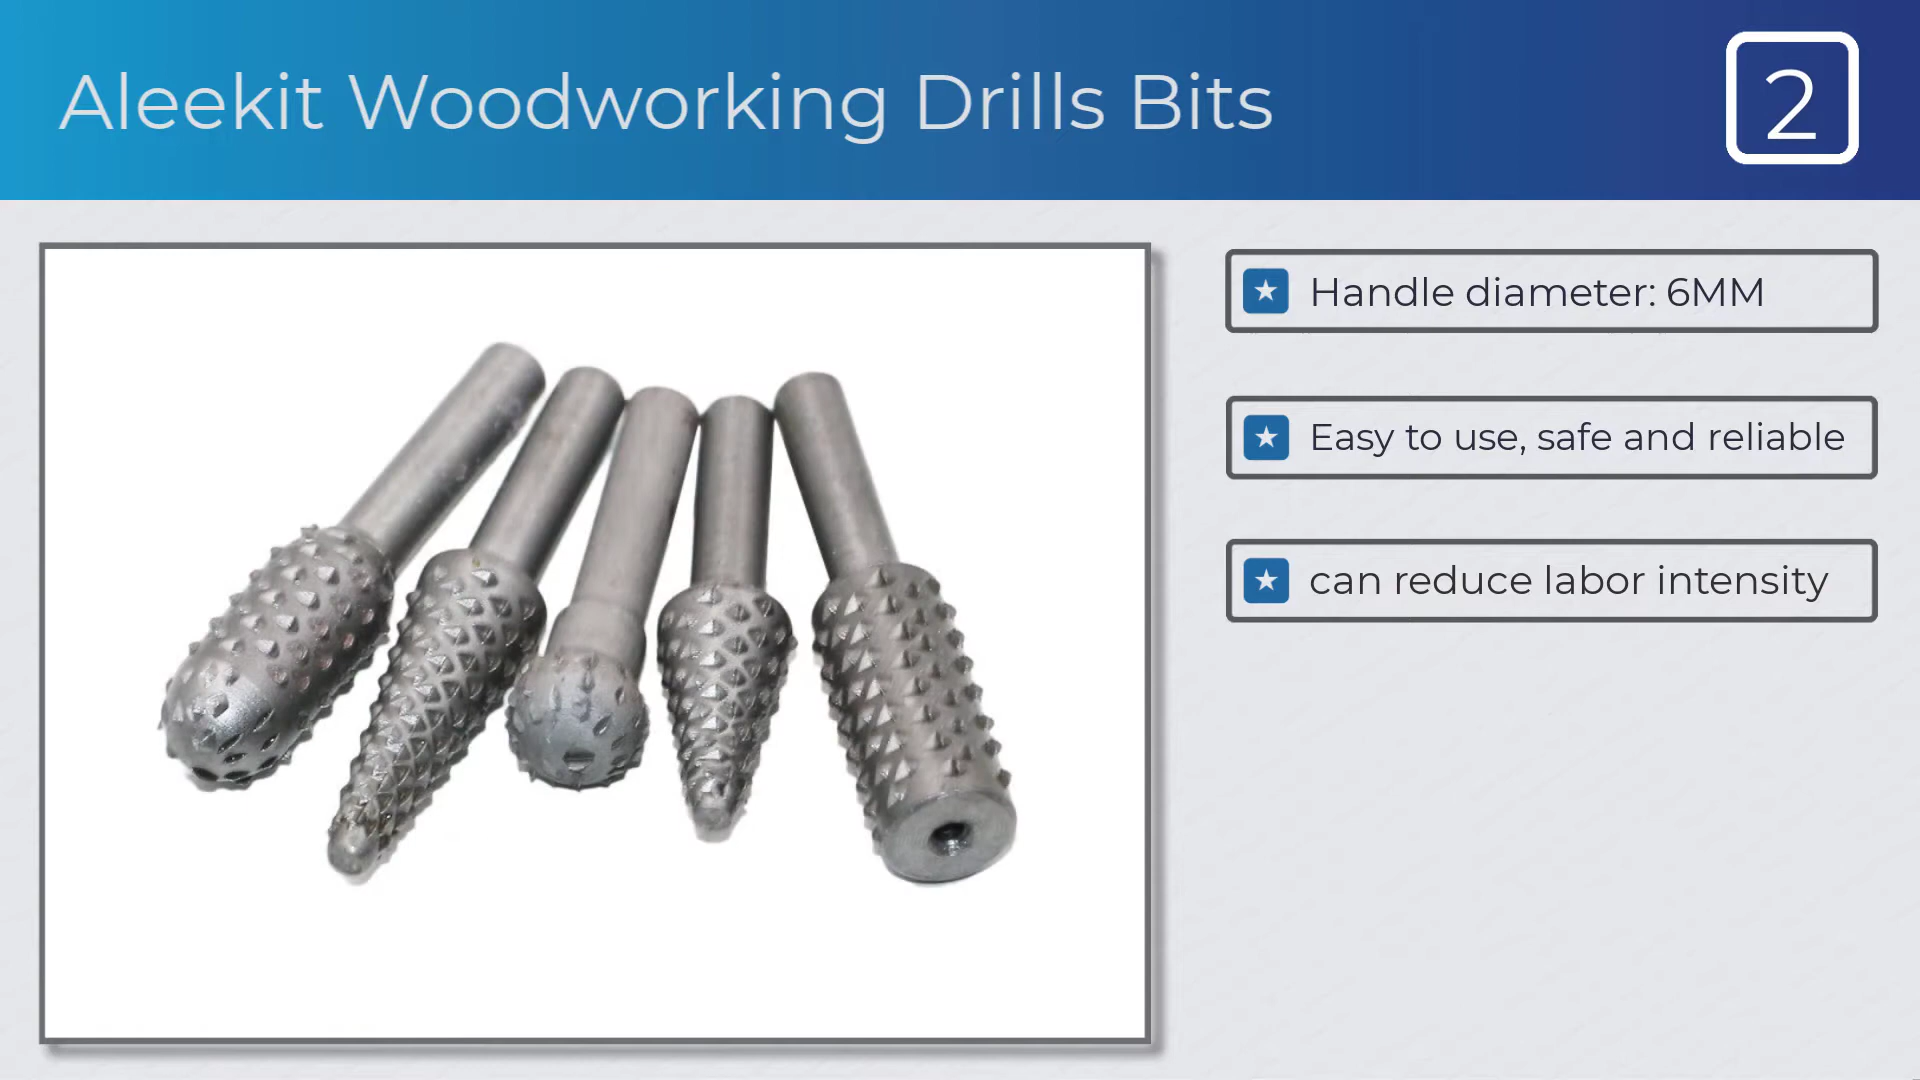 Aleekit Woodworking Drills Bits
2
Handle diameter: 6MM
Easy to use, safe and reliable
can reduce labor intensity